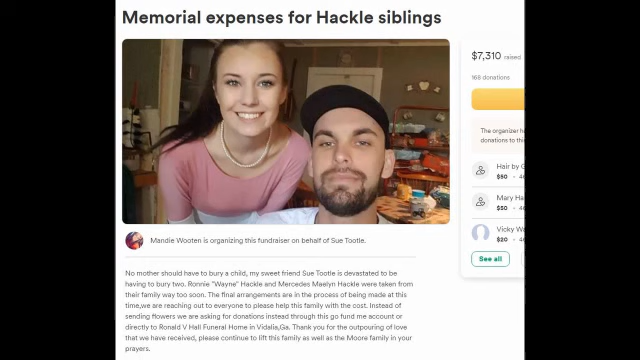 Memorial expenses for Hackle siblings
$7,310 raised
168 donations
The organizer ha
donations to this
Hair by G
$50 • 46
Mary Ha
$50 • 46
Vicky Wa
$20 • 46
See all
Mandie Wooten is organizing this fundraiser on behalf of Sue Tootle.
No mother should have to bury a child, my sweet friend Sue Tootle is devastated to be
having to bury two. Ronnie "Wayne" Hackle and Mercedes Maelyn Hackle were taken from
their family way too soon. The final arrangements are in the process of being made at this
time,we are reaching out to everyone to please help this family with the cost. Instead of
sending flowers we are asking for donations instead through this go fund me account or
directly to Ronald V Hall Funeral Home in Vidalia,Ga. Thank you for the outpouring of love
that we have received, please continue to lift this family as well as the Moore family in your
prayers.